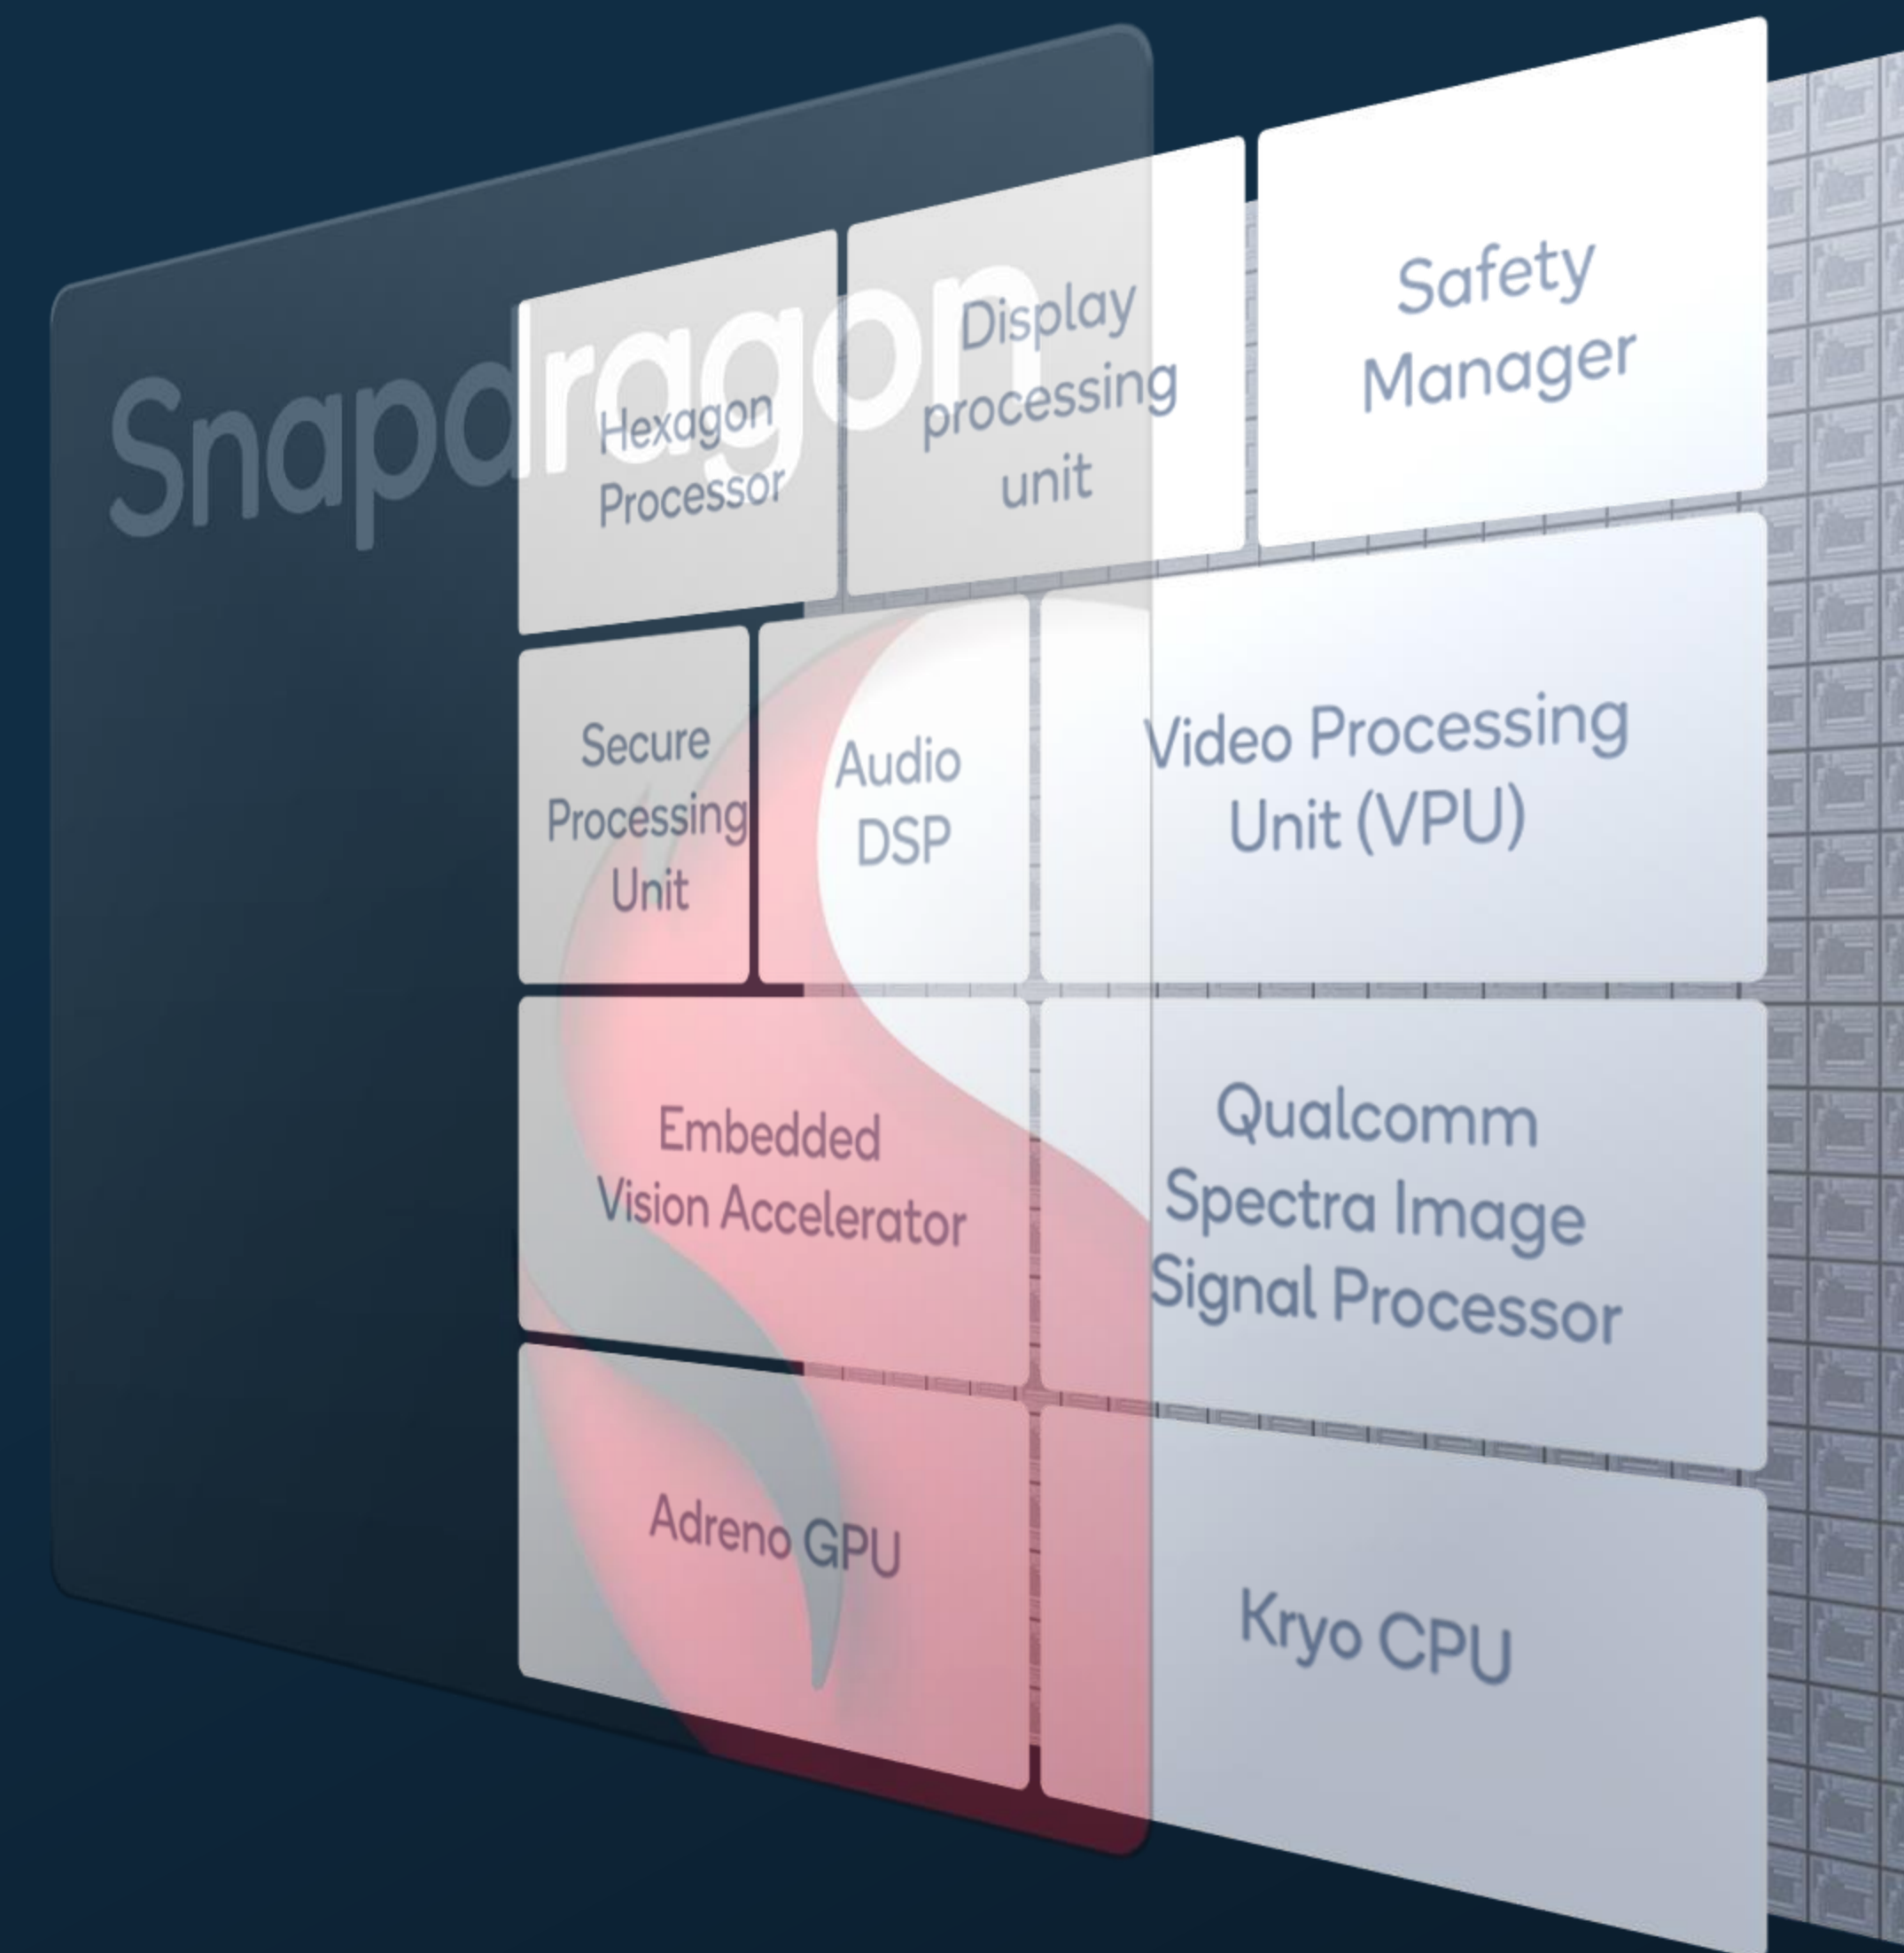 Snapdragon
Hexagon
Processor
Display
processing
unit
Safety
Manager
Secure
Processing
Unit
Audio
DSP
Video Processing
Unit (VPU)
Embedded
Vision Accelerator
Qualcomm
Spectra Image
Signal Processor
Adreno GPU
Kryo CPU